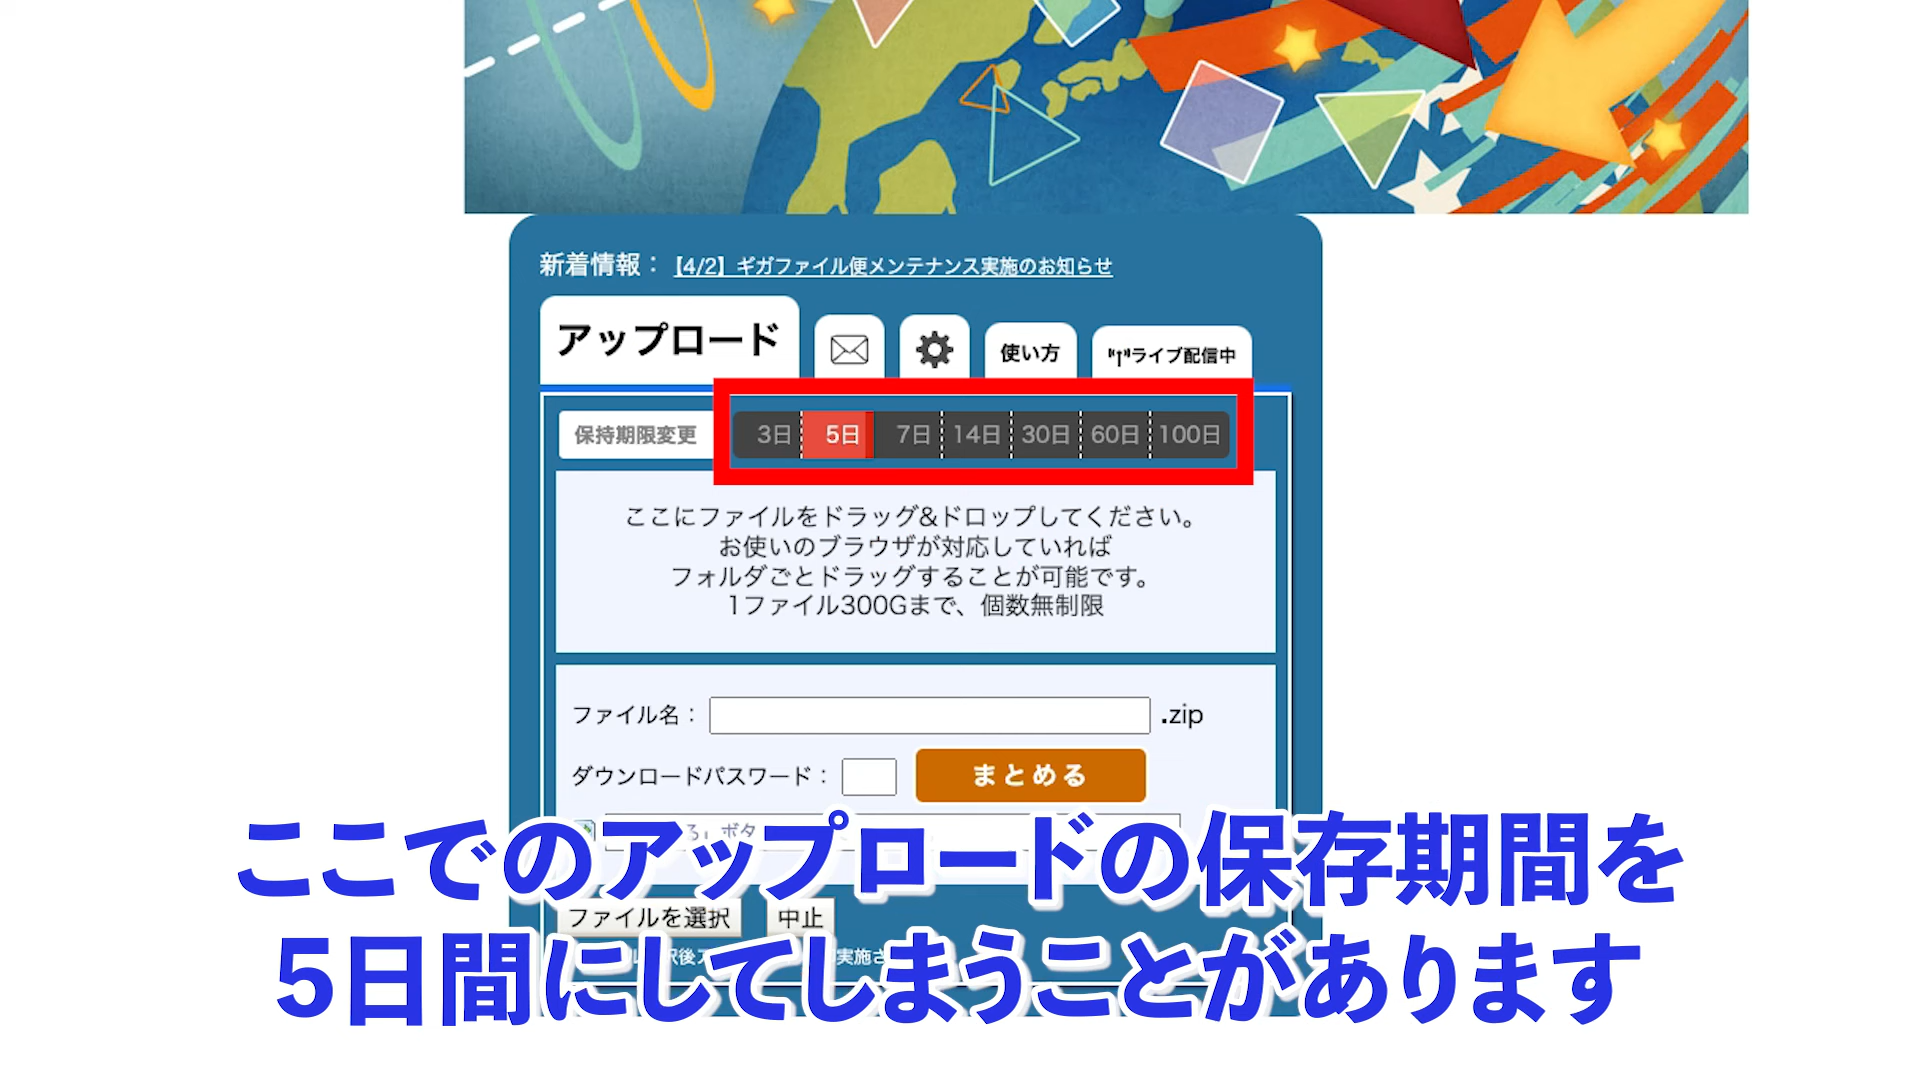 新着情報： 【4/2】ギガファイル便メンテナンス実施のお知らせ
アップロード 使い方 ライブ配信中
保持期限変更 3日 5日 7日 14日 30日 60日 100日
ここにファイルをドラッグ&ドロップしてください。
お使いのブラウザが対応していれば
フォルダごとドラッグすることが可能です。
1ファイル300Gまで、個数無制限
ファイル名： .zip
ダウンロードパスワード： まとめる
る」ボタ
ここでのアップロードの保存期間を
ファイルを選択 中止
5日間にしてしまうことがあります